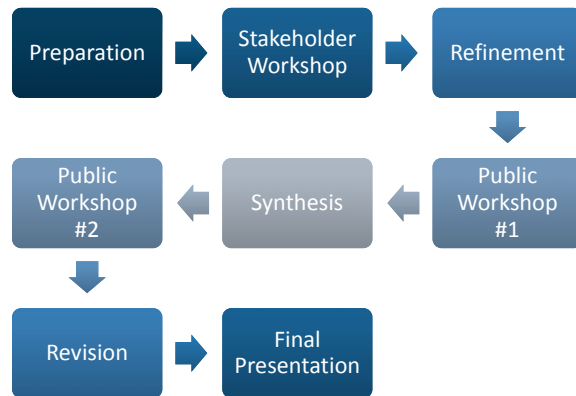 Preparation
Stakeholder
Workshop
Refinement
Public
Workshop
#1
Synthesis
Public
Workshop
#2
Revision
Final
Presentation